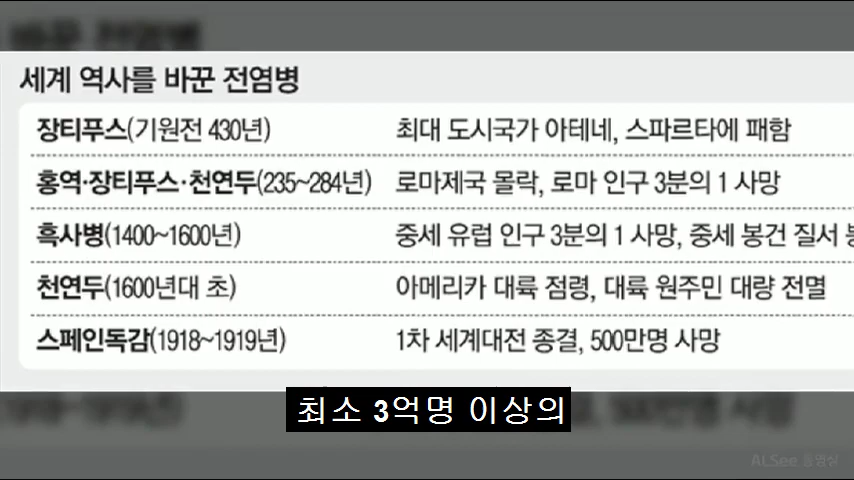 세계 역사를 바꾼 전염병
장티푸스(기원전 430년) 최대 도시국가 아테네, 스파르타에 패함
홍역·장티푸스·천연두(235~284년) 로마제국 몰락, 로마 인구 3분의 1 사망
흑사병(1400~1600년) 중세 유럽 인구 3분의 1 사망, 중세 봉건 질서
천연두(1600년대 초) 아메리카 대륙 점령, 대륙 원주민 대량 전멸
스페인독감(1918~1919년) 1차 세계대전 종결, 500만명 사망
최소 3억명 이상의
ALSee 동영상